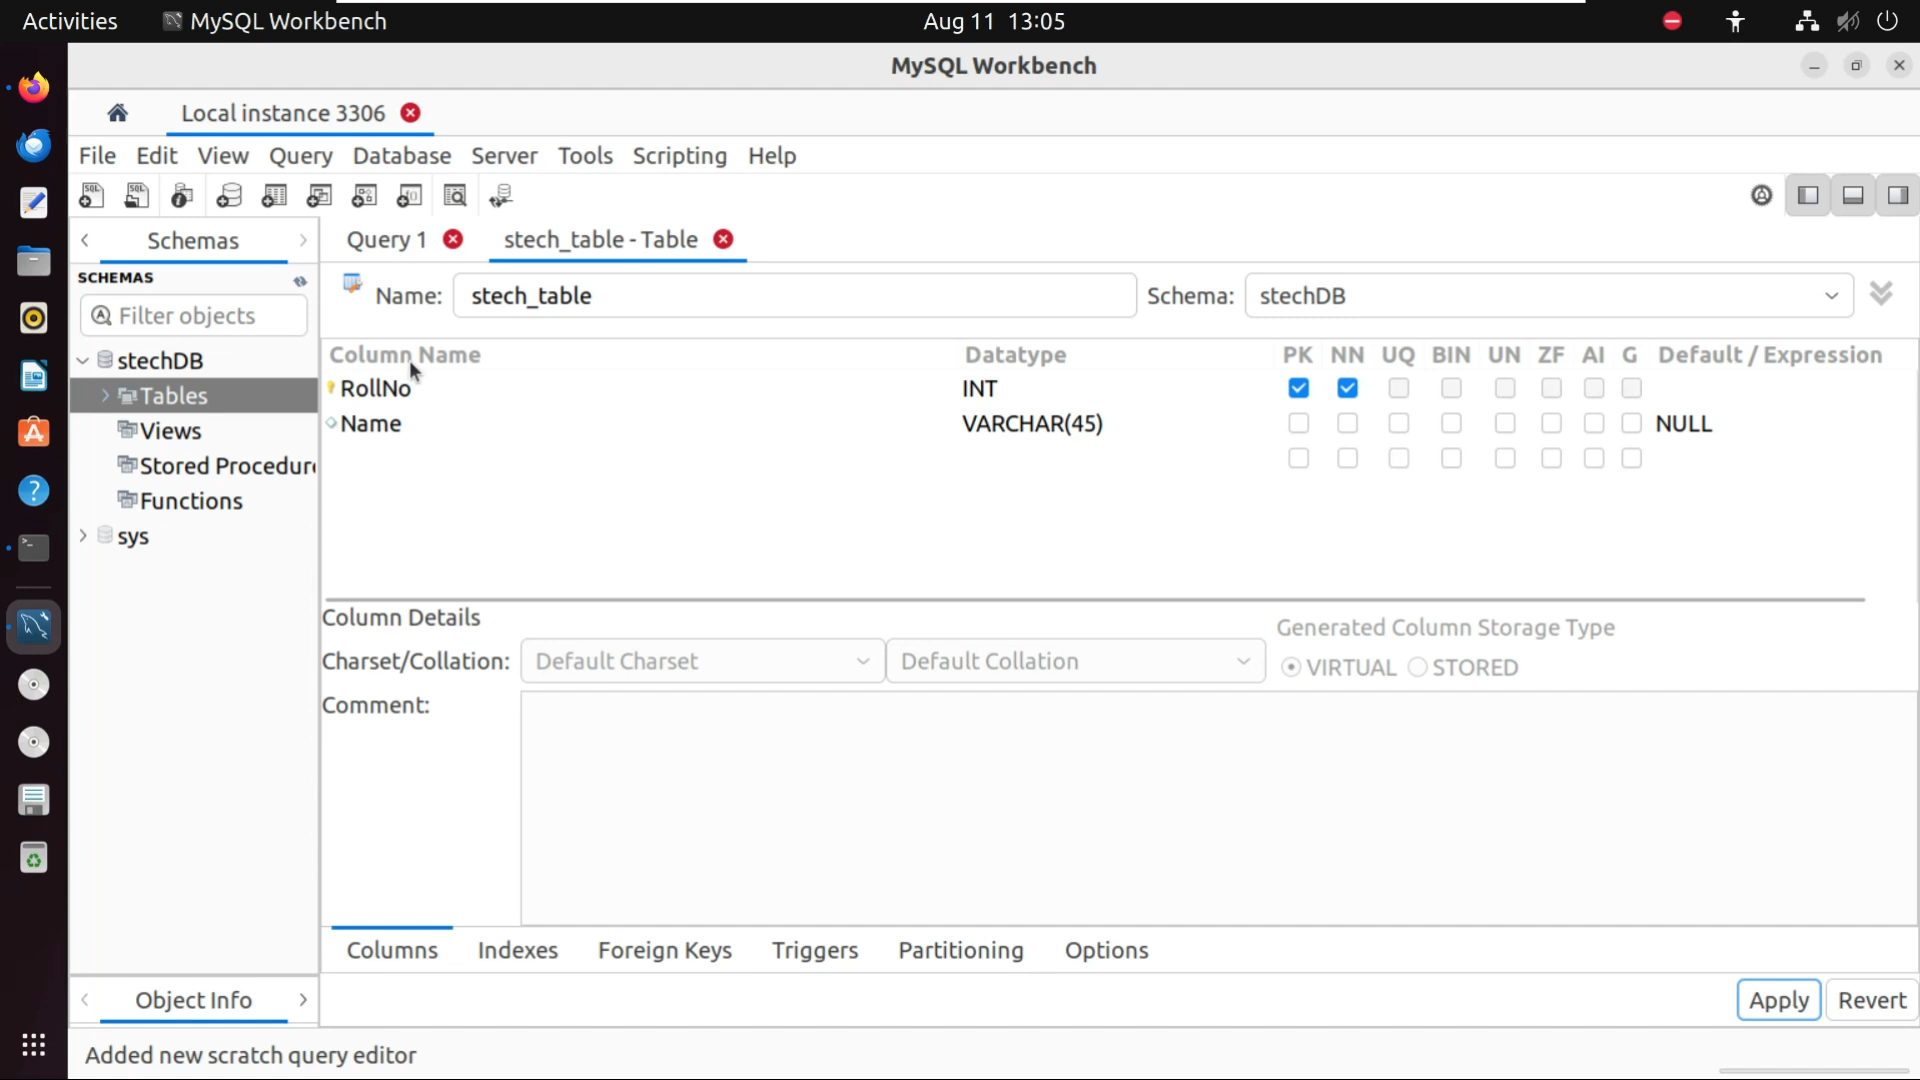 Activities MySQL Workbench Aug 11 13:05
MySQL Workbench
Local instance 3306
File Edit View Query Database Server Tools Scripting Help
Schemas Query 1 stech_table - Table
SCHEMAS
Name: stech_table Schema: stechDB
Filter objects
stechDB
Column Name Datatype PK NN UQ BIN UN ZF AI G Default / Expression
Tables
RollNo INT
Views
Name VARCHAR(45) NULL
Stored Procedur
Functions
sys
Column Details
Generated Column Storage Type
Charset/Collation: Default Charset Default Collation VIRTUAL STORED
Comment:
Columns Indexes Foreign Keys Triggers Partitioning Options
Object Info Apply Revert
Added new scratch query editor